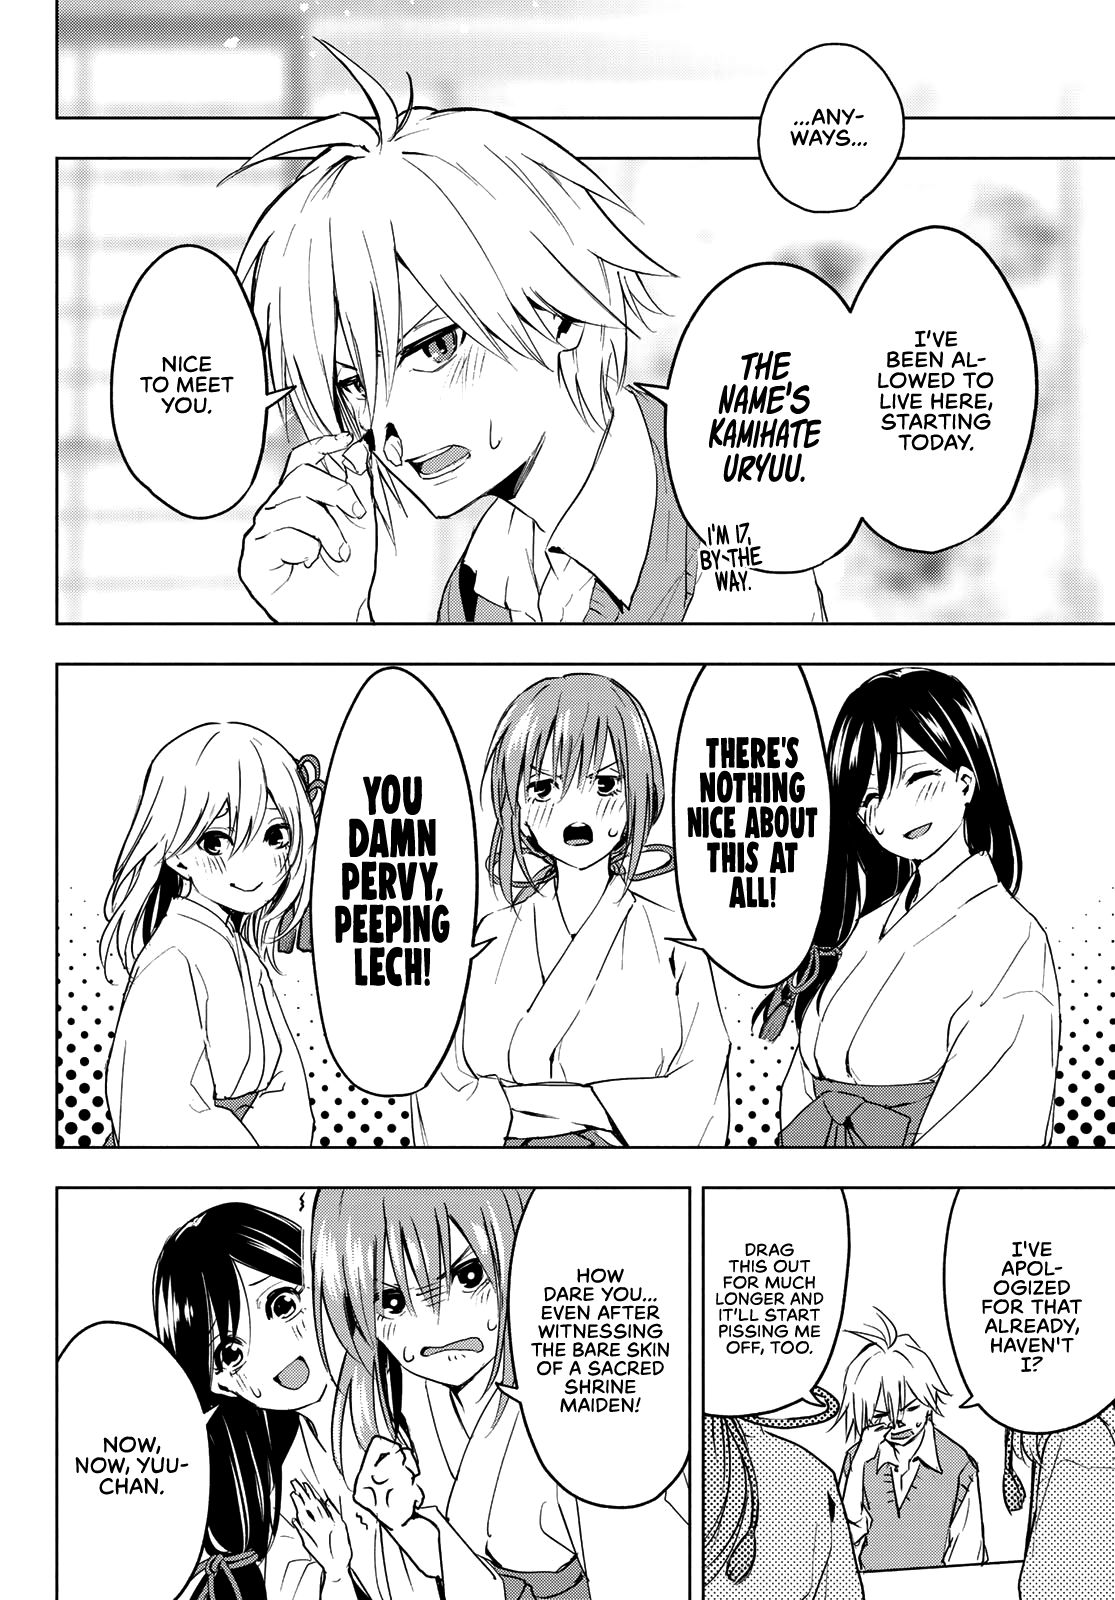 ...ANY-
WAYS...
I'VE
BEEN AL-
LOWED TO
LIVE HERE,
STARTING
TODAY.
THE
NAME'S
KAMIHATE
URYUU.
I'M 17,
BY THE
WAY.
NICE
TO MEET
YOU.
THERE'S
NOTHING
NICE ABOUT
THIS AT
ALL!
YOU
DAMN
PERVY,
PEEPING
LECH!
I'VE
APOL-
OGIZED
FOR THAT
ALREADY,
HAVEN'T
I?
DRAG
THIS OUT
FOR MUCH
LONGER AND
IT'LL START
PISSING ME
OFF, TOO.
HOW
DARE YOU...
EVEN AFTER
WITNESSING
THE BARE SKIN
OF A SACRED
SHRINE
MAIDEN!
NOW,
NOW, YUU-
CHAN.